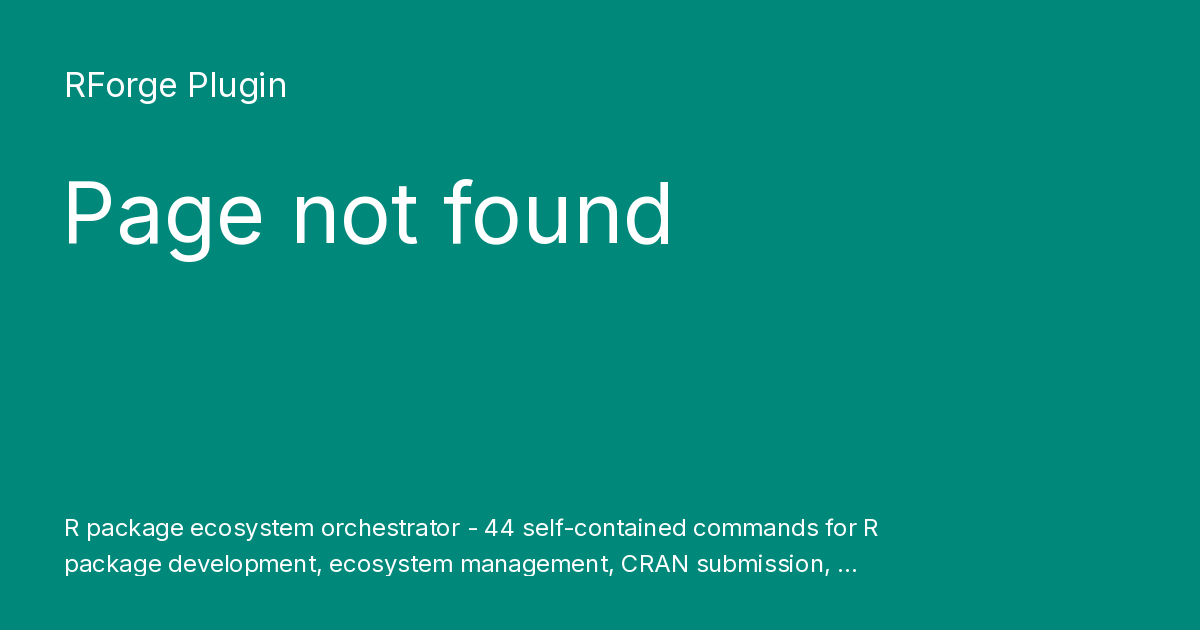 RForge Plugin
Page not found
R package ecosystem orchestrator - 44 self-contained commands for R
package development, ecosystem management, CRAN submission, ...